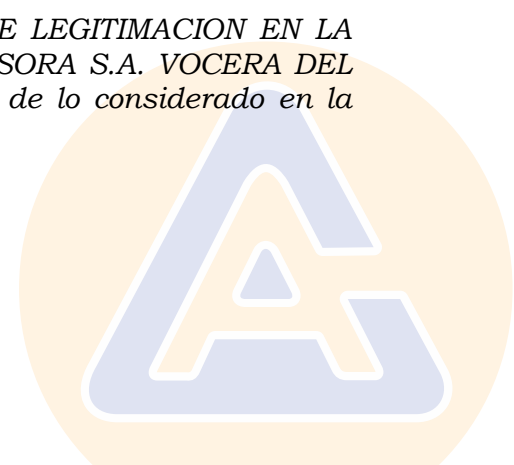 E LEGITIMACION EN LA
SORA S.A. VOCERA DEL
de lo considerado en la